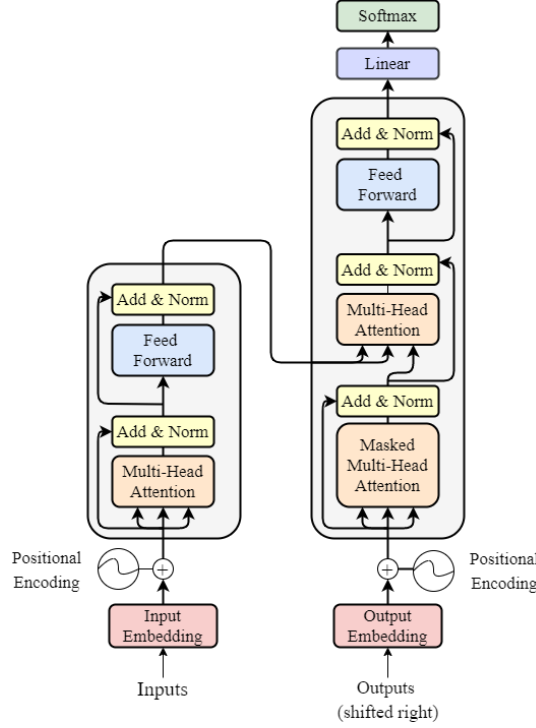 Softmax
Linear
Add & Norm
Feed
Forward
Add & Norm
Multi-Head
Attention
Add & Norm
Masked
Multi-Head
Attention
Positional
Encoding
Output
Embedding
Outputs
(shifted right)
Add & Norm
Feed
Forward
Add & Norm
Multi-Head
Attention
Positional
Encoding
Input
Embedding
Inputs